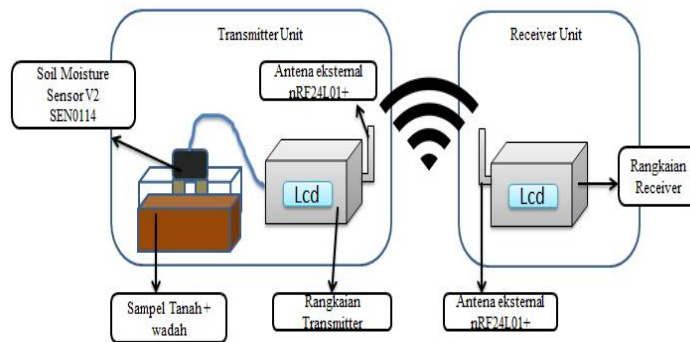 Transmitter Unit
Receiver Unit
Soil Moisture
Sensor V2
SEN0114
Antena eksternal
nRF24L01+
Lcd
Lcd
Rangkaian
Receiver
Sampel Tanah +
wadah
Rangkaian
Transmitter
Antena eksternal
nRF24L01+